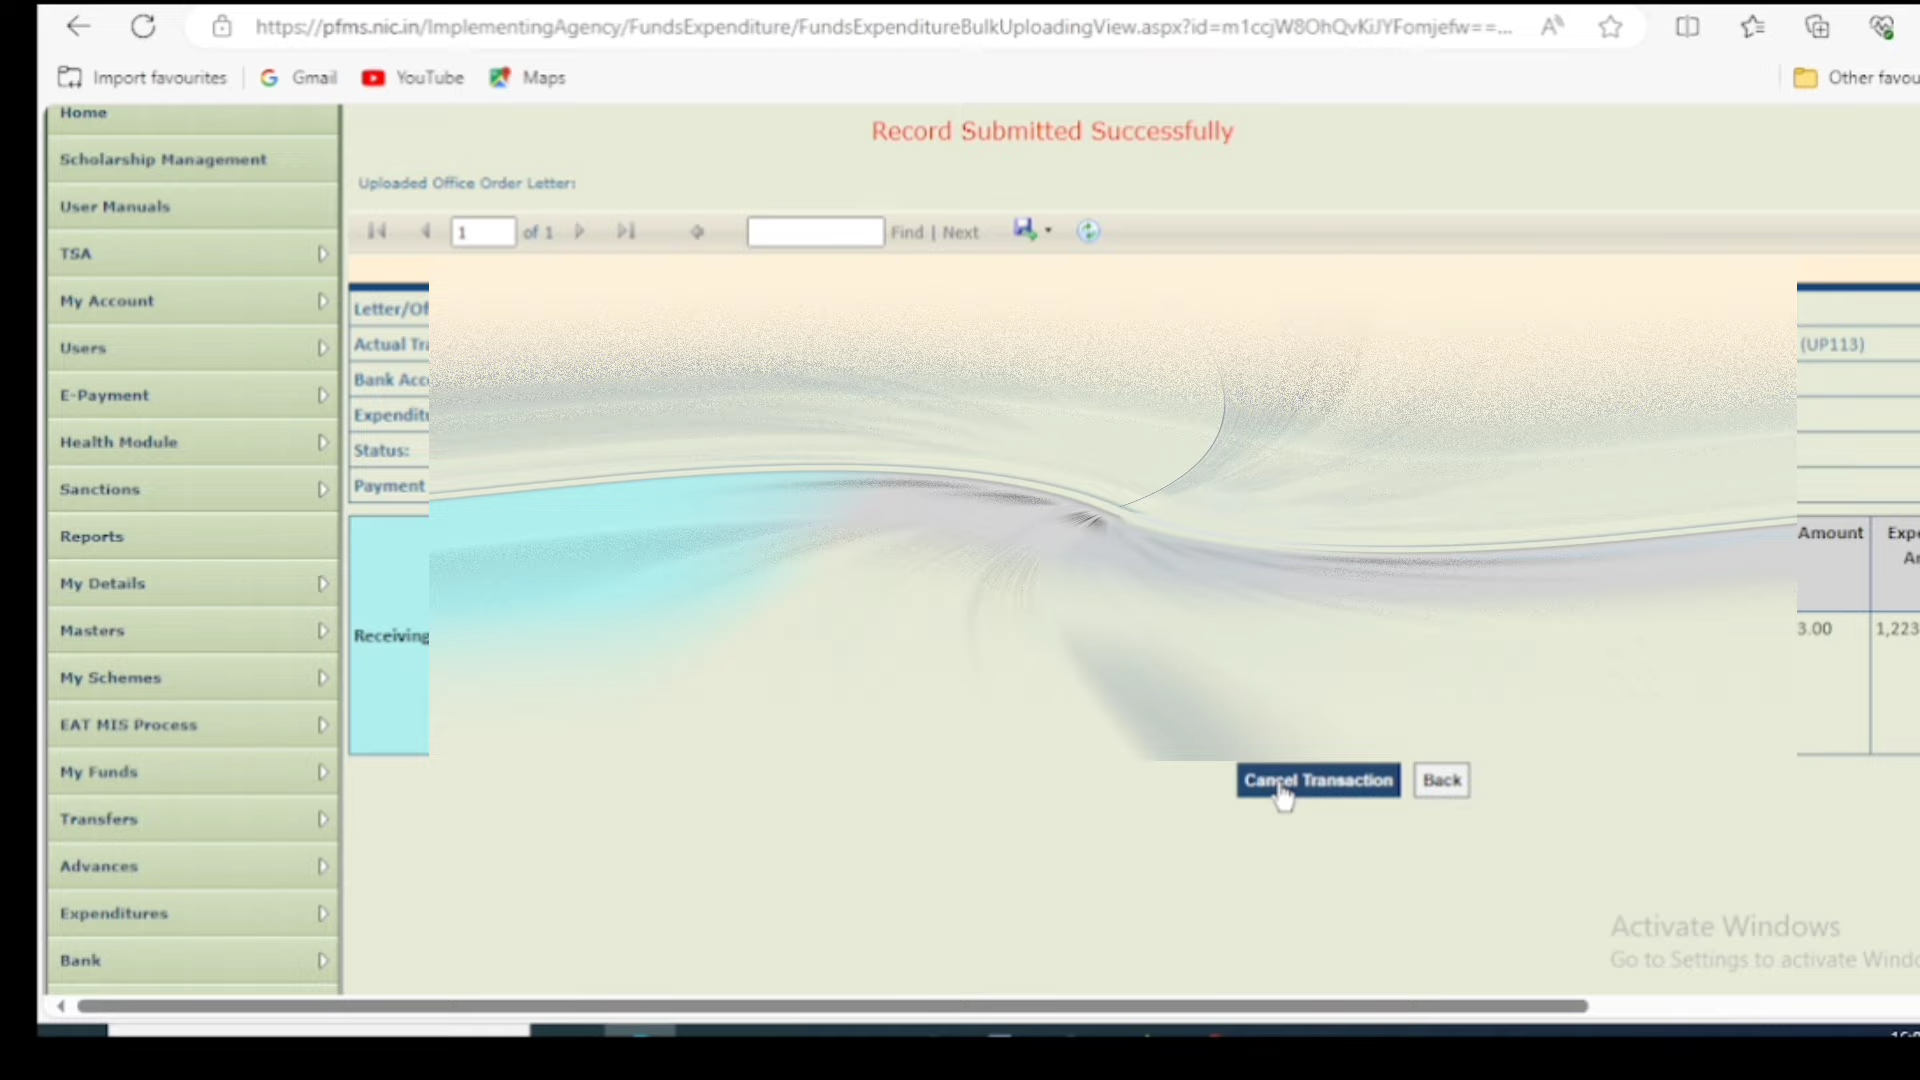 https://pfms.nic.in/ImplementingAgency/FundsExpenditure/FundsExpenditureBulkUploadingView.aspx?id=m1ccjW8OhQvKiJYFomjefw==...
Import favourites
Gmail
YouTube
Maps
Other favou
Home
Scholarship Management
User Manuals
TSA
My Account
Users
E-Payment
Health Module
Sanctions
Reports
My Details
Masters
My Schemes
EAT MIS Process
My Funds
Transfers
Advances
Expenditures
Bank
Record Submitted Successfully
Uploaded Office Order Letter:
1 of 1
Find | Next
Letter/Of
Actual Tra
(UP113)
Bank Acc
Expenditu
Status:
Payment
Amount
Expe
Receiving
3.00
1,223
Cancel Transaction
Back
Activate Windows
Go to Settings to activate Windo